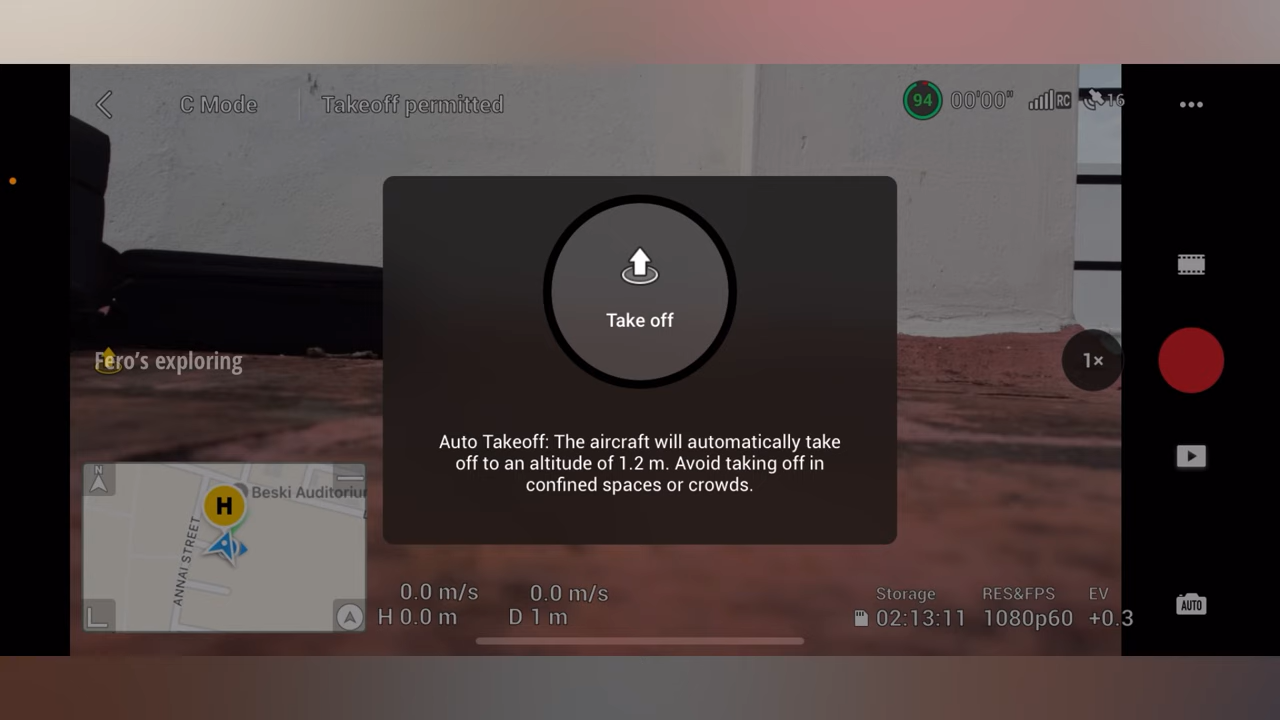 C Mode
Takeoff permitted
94
00'00"
RC
16
Take off
Fero's exploring
1×
Auto Takeoff: The aircraft will automatically take
off to an altitude of 1.2 m. Avoid taking off in
confined spaces or crowds.
N
Beski Auditoriur
H
ANNAI STREET
0.0 m/s
0.0 m/s
H 0.0 m
D 1 m
Storage
RES&FPS
EV
02:13:11
1080p60
+0.3
AUTO